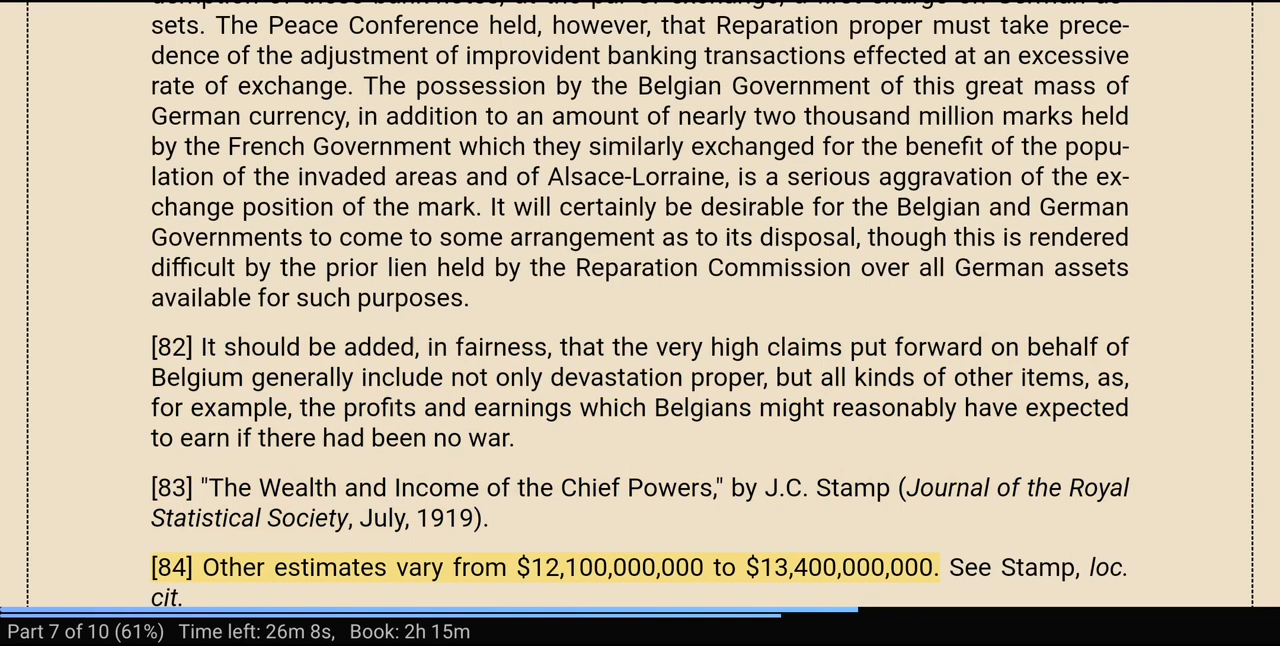 sets. The Peace Conference held, however, that Reparation proper must take prece-
dence of the adjustment of improvident banking transactions effected at an excessive
rate of exchange. The possession by the Belgian Government of this great mass of
German currency, in addition to an amount of nearly two thousand million marks held
by the French Government which they similarly exchanged for the benefit of the popu-
lation of the invaded areas and of Alsace-Lorraine, is a serious aggravation of the ex-
change position of the mark. It will certainly be desirable for the Belgian and German
Governments to come to some arrangement as to its disposal, though this is rendered
difficult by the prior lien held by the Reparation Commission over all German assets
available for such purposes.
[82] It should be added, in fairness, that the very high claims put forward on behalf of
Belgium generally include not only devastation proper, but all kinds of other items, as,
for example, the profits and earnings which Belgians might reasonably have expected
to earn if there had been no war.
[83] "The Wealth and Income of the Chief Powers," by J.C. Stamp (Journal of the Royal
Statistical Society, July, 1919).
[84] Other estimates vary from $12,100,000,000 to $13,400,000,000. See Stamp, loc.
cit.
Part 7 of 10 (61%) Time left: 26m 8s, Book: 2h 15m